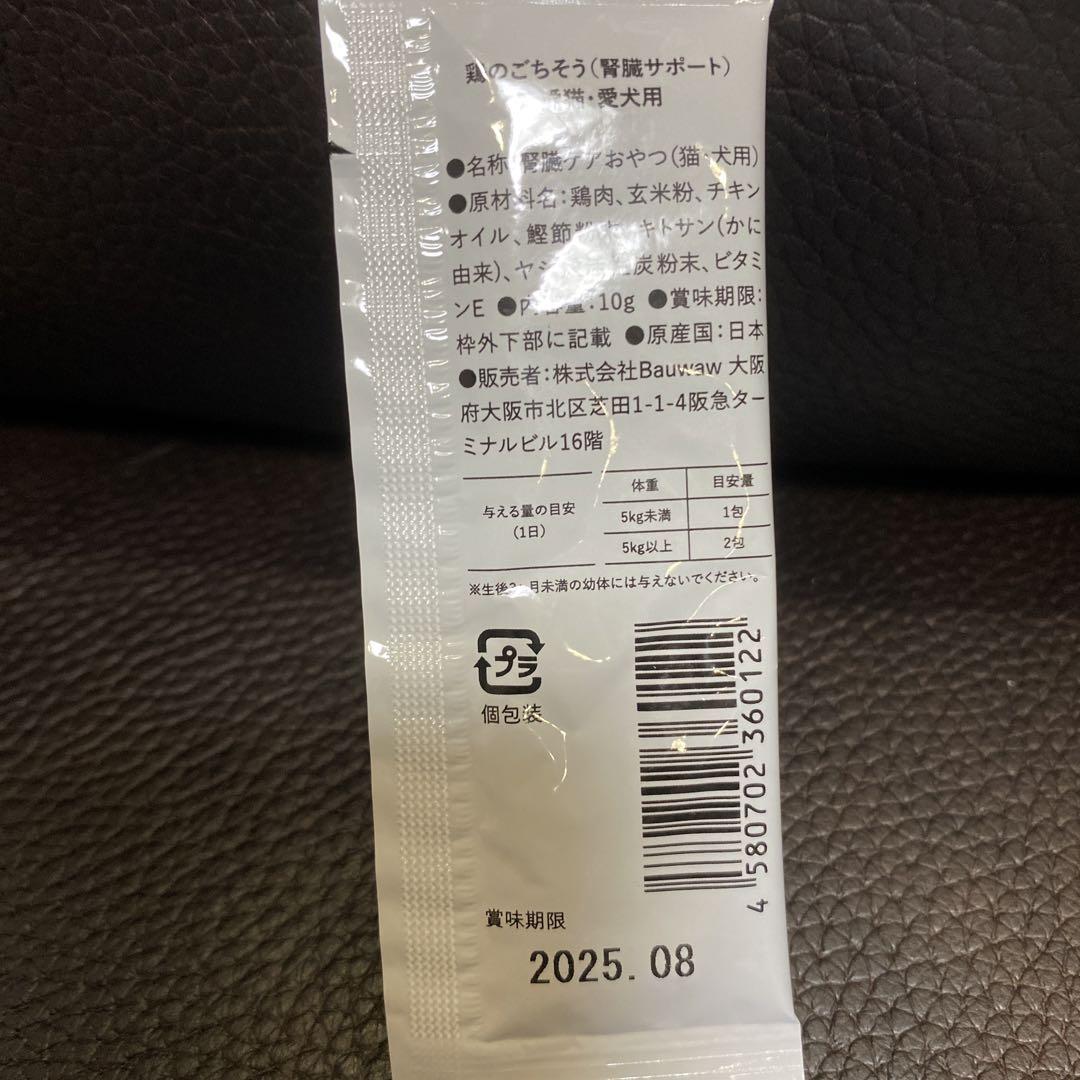 鶏のごちそう(腎臓サポート)
猫・愛犬用
●名称:腎臓ケアおやつ(猫・犬用)
●原材料名:鶏肉、玄米粉、チキン
オイル、鰹節粉末、キトサン(かに
由来)、ヤシ 炭粉末、ビタミ
ンE ●内容量:10g ●賞味期限:
枠外下部に記載 ●原産国:日本
●販売者:株式会社Bauwaw 大阪
府大阪市北区芝田1-1-4阪急ター
ミナルビル16階
与える量の目安
(1日)
体重 目安量
5kg未満 1包
5kg以上 2包
※生後 月未満の幼体には与えないでください。
プラ
個包装
4 580702 360122
賞味期限
2025.08